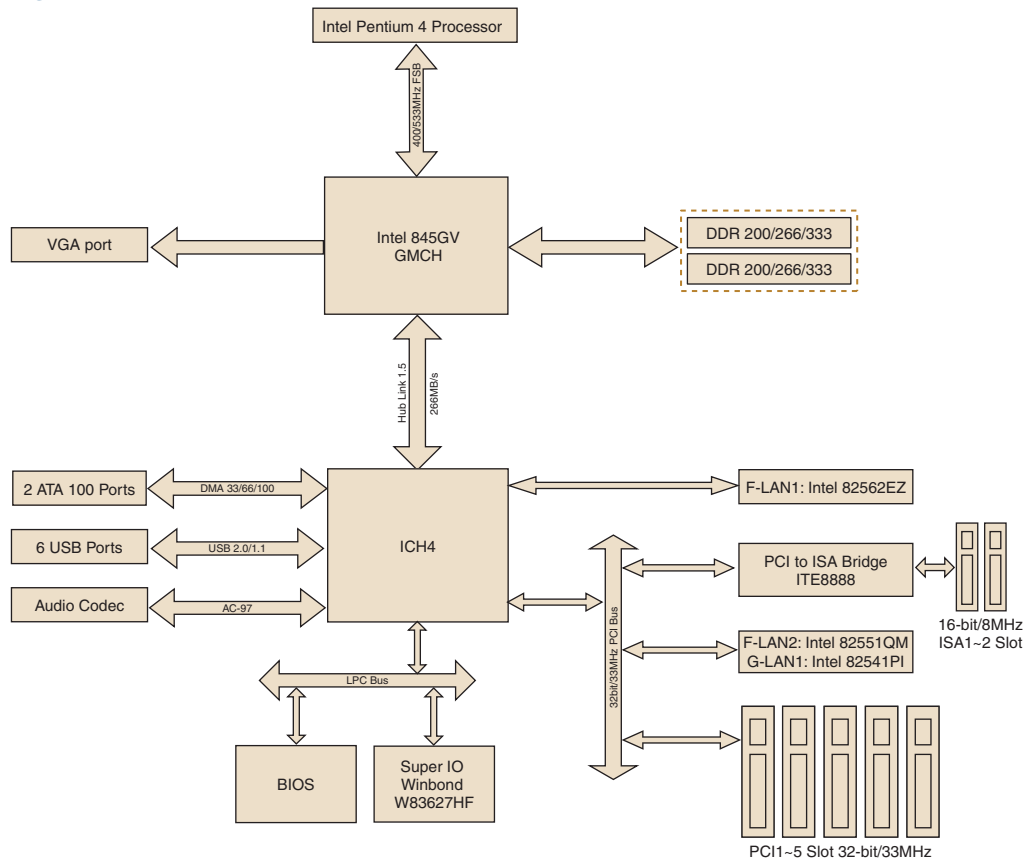 Intel Pentium 4 Processor
400/533MHz FSB
VGA port
Intel 845GV
GMCH
DDR 200/266/333
DDR 200/266/333
Hub Link 1.5
266MB/s
2 ATA 100 Ports
DMA 33/66/100
6 USB Ports
USB 2.0/1.1
Audio Codec
AC-97
ICH4
F-LAN1: Intel 82562EZ
32bit/33MHz PCI Bus
PCI to ISA Bridge
ITE8888
16-bit/8MHz
ISA1~2 Slot
F-LAN2: Intel 82551QM
G-LAN1: Intel 82541PI
LPC Bus
BIOS
Super IO
Winbond
W83627HF
PCI1~5 Slot 32-bit/33MHz